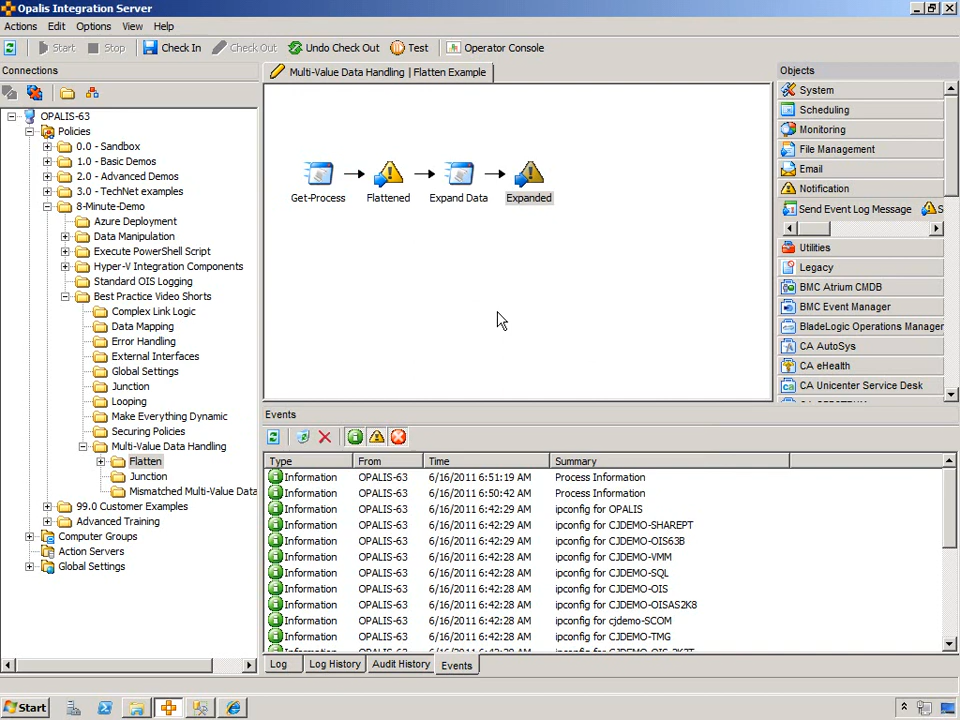 Opalis Integration Server
Actions Edit Options View Help
Start Stop Check In Check Out Undo Check Out Test Operator Console
Connections
OPALIS-63
Policies
0.0 - Sandbox
1.0 - Basic Demos
2.0 - Advanced Demos
3.0 - TechNet examples
8-Minute-Demo
Azure Deployment
Data Manipulation
Execute PowerShell Script
Hyper-V Integration Components
Standard OIS Logging
Best Practice Video Shorts
Complex Link Logic
Data Mapping
Error Handling
External Interfaces
Global Settings
Junction
Looping
Make Everything Dynamic
Securing Policies
Multi-Value Data Handling
Flatten
Junction
Mismatched Multi-Value Data
99.0 Customer Examples
Advanced Training
Computer Groups
Action Servers
Global Settings
Multi-Value Data Handling | Flatten Example
Get-Process Flattened Expand Data Expanded
Objects
System
Scheduling
Monitoring
File Management
Email
Notification
Send Event Log Message S
Utilities
Legacy
BMC Atrium CMDB
BMC Event Manager
BladeLogic Operations Manager
CA AutoSys
CA eHealth
CA Unicenter Service Desk
Events
Type From Time Summary
Information OPALIS-63 6/16/2011 6:51:19 AM Process Information
Information OPALIS-63 6/16/2011 6:50:42 AM Process Information
Information OPALIS-63 6/16/2011 6:42:29 AM ipconfig for OPALIS
Information OPALIS-63 6/16/2011 6:42:29 AM ipconfig for CJDEMO-SHAREPT
Information OPALIS-63 6/16/2011 6:42:29 AM ipconfig for CJDEMO-OIS63B
Information OPALIS-63 6/16/2011 6:42:28 AM ipconfig for CJDEMO-VMM
Information OPALIS-63 6/16/2011 6:42:28 AM ipconfig for CJDEMO-SQL
Information OPALIS-63 6/16/2011 6:42:28 AM ipconfig for CJDEMO-OIS
Information OPALIS-63 6/16/2011 6:42:28 AM ipconfig for CJDEMO-OISAS2K8
Information OPALIS-63 6/16/2011 6:42:28 AM ipconfig for cjdemo-SCOM
Information OPALIS-63 6/16/2011 6:42:28 AM ipconfig for CJDEMO-TMG
Log Log History Audit History Events
Start